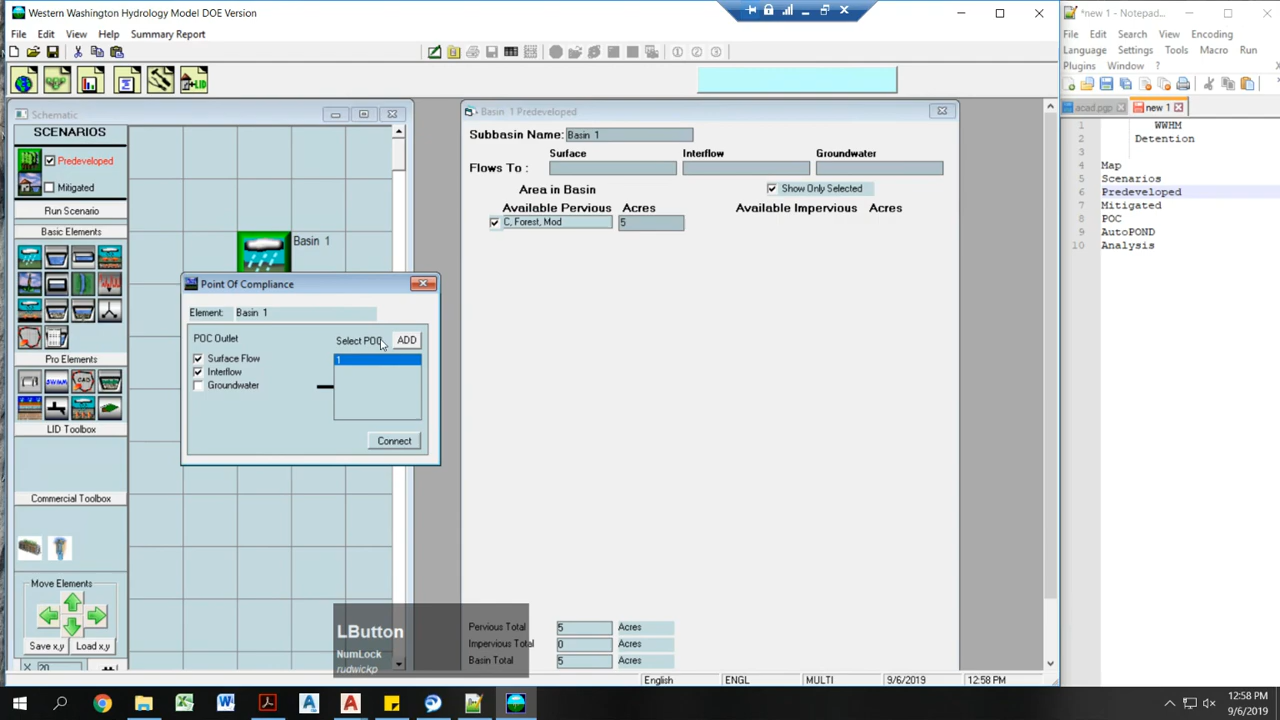 Western Washington Hydrology Model DOE Version
File Edit View Help Summary Report
Schematic
SCENARIOS
Predeveloped
Mitigated
Run Scenario
Basic Elements
Pro Elements
LID Toolbox
Commercial Toolbox
Move Elements
Save x,y Load x,y
X 20
Basin 1
Point Of Compliance
Element: Basin 1
POC Outlet
Select POC ADD
Surface Flow
Interflow
Groundwater
1
Connect
Basin 1 Predeveloped
Subbasin Name: Basin 1
Surface Interflow Groundwater
Flows To :
Area in Basin
Show Only Selected
Available Pervious Acres
Available Impervious Acres
C, Forest, Mod 5
Pervious Total 5 Acres
Impervious Total 0 Acres
Basin Total 5 Acres
LButton
NumLock
rudwickp
English ENGL MULTI 9/6/2019 12:58 PM
*new 1 - Notepad...
File Edit Search View Encoding
Language Settings Tools Macro Run
Plugins Window ?
acad.pgp new 1
1 WWHM
2 Detention
3
4 Map
5 Scenarios
6 Predeveloped
7 Mitigated
8 POC
9 AutoPOND
10 Analysis
12:58 PM
9/6/2019